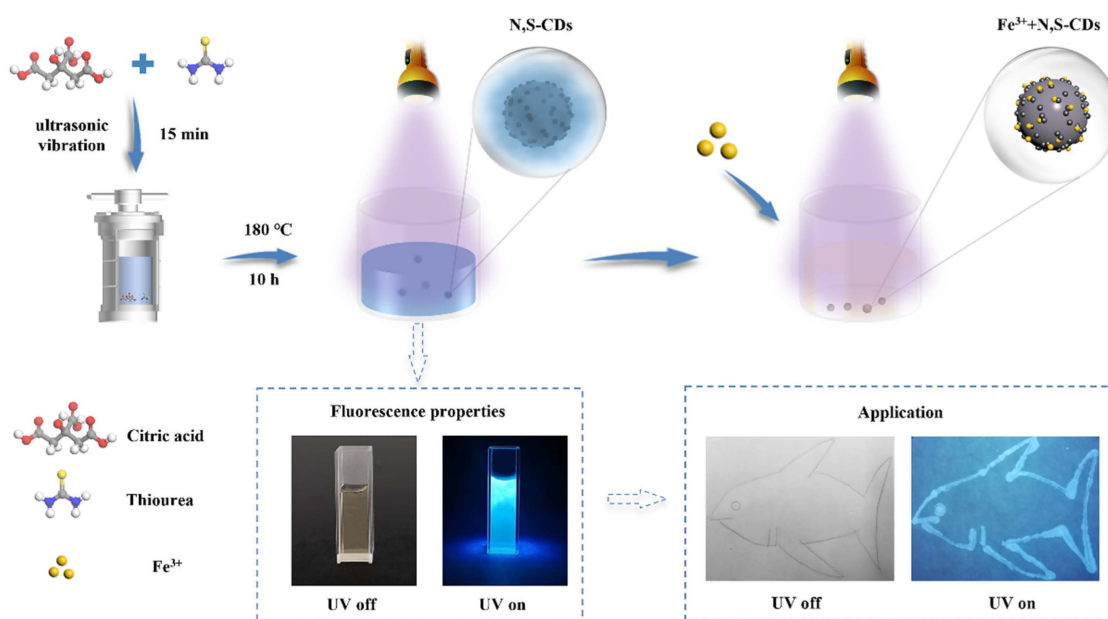 N,S-CDs
Fe³⁺+N,S-CDs
ultrasonic
vibration
15 min
180 °C
10 h
Citric acid
Thiourea
Fe³⁺
Fluorescence properties
UV off
UV on
Application
UV off
UV on